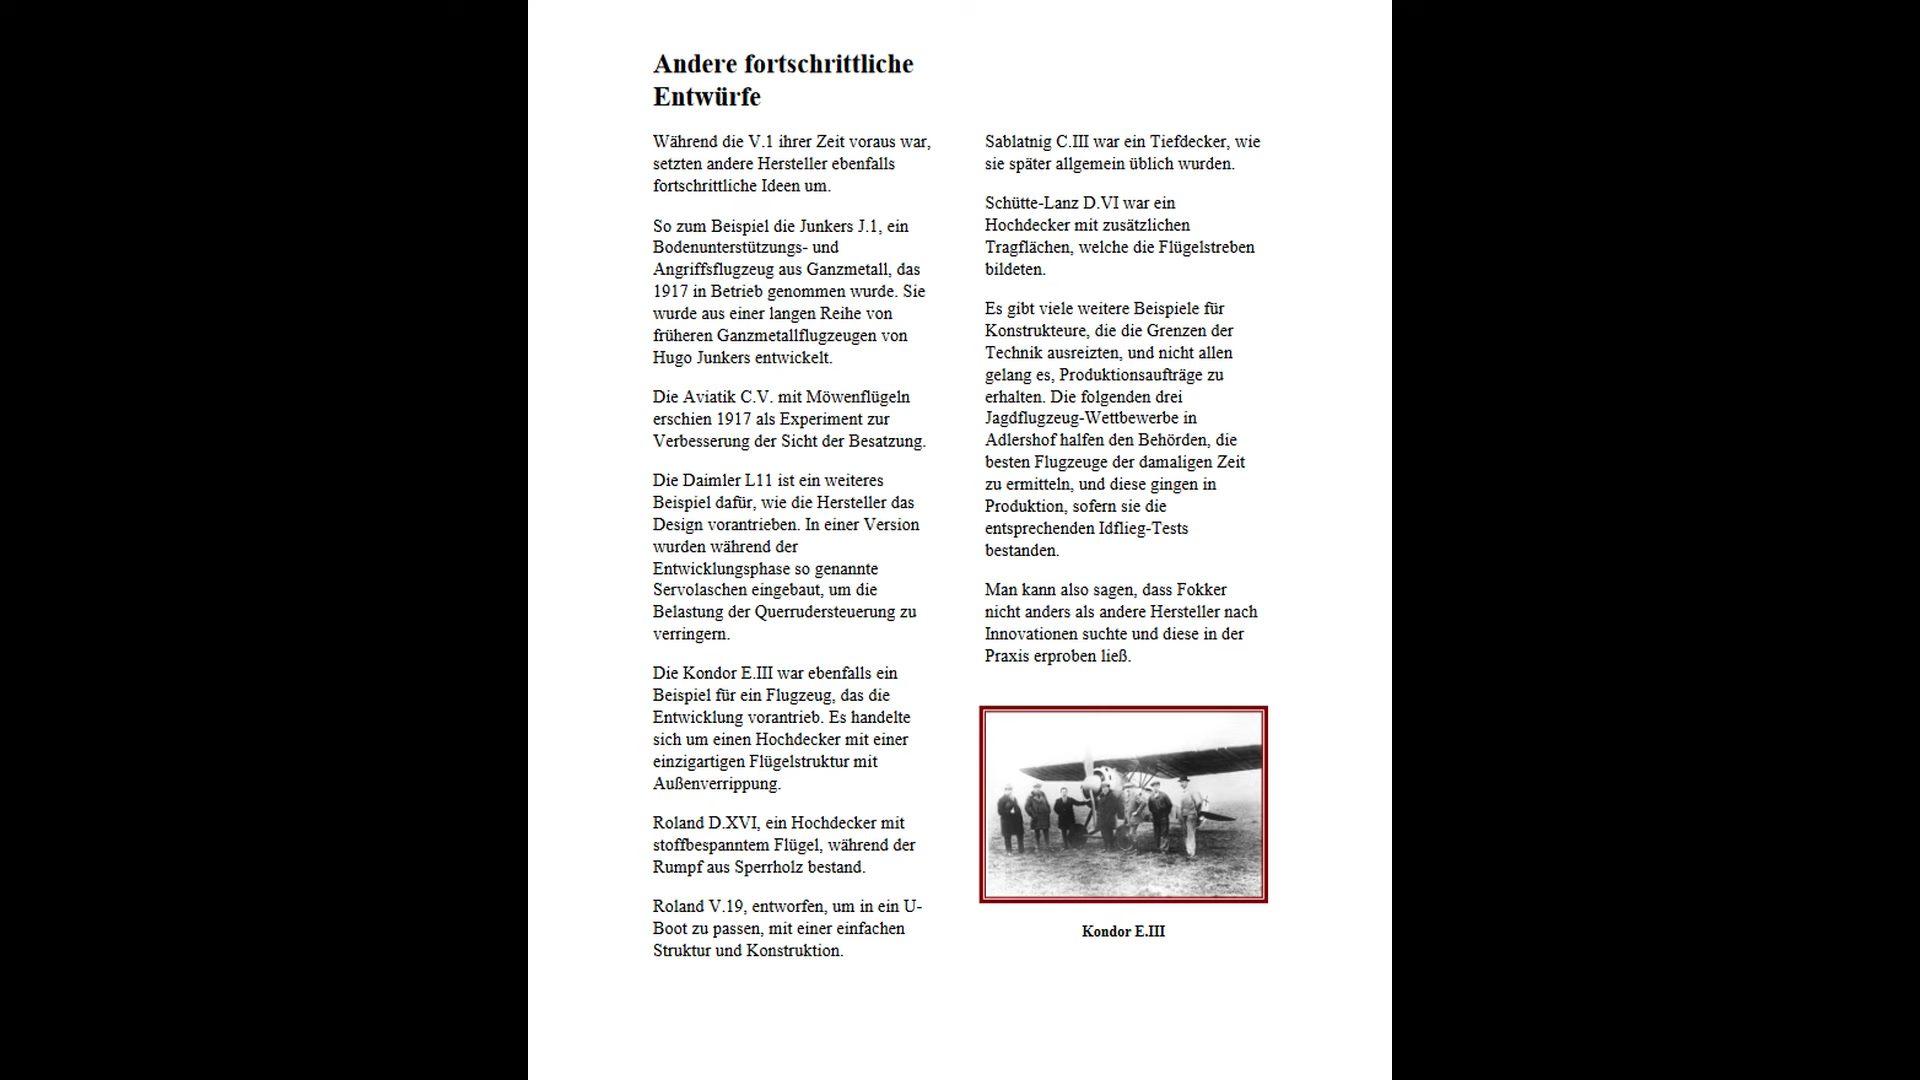 Andere fortschrittliche
Entwürfe
Während die V.1 ihrer Zeit voraus war,
setzten andere Hersteller ebenfalls
fortschrittliche Ideen um.
So zum Beispiel die Junkers J.1, ein
Bodenunterstützungs- und
Angriffsflugzeug aus Ganzmetall, das
1917 in Betrieb genommen wurde. Sie
wurde aus einer langen Reihe von
früheren Ganzmetallflugzeugen von
Hugo Junkers entwickelt.
Die Aviatik C.V. mit Möwenflügeln
erschien 1917 als Experiment zur
Verbesserung der Sicht der Besatzung.
Die Daimler L11 ist ein weiteres
Beispiel dafür, wie die Hersteller das
Design vorantrieben. In einer Version
wurden während der
Entwicklungsphase so genannte
Servolaschen eingebaut, um die
Belastung der Querrudersteuerung zu
verringern.
Die Kondor E.III war ebenfalls ein
Beispiel für ein Flugzeug, das die
Entwicklung vorantrieb. Es handelte
sich um einen Hochdecker mit einer
einzigartigen Flügelstruktur mit
Außenverrippung.
Roland D.XVI, ein Hochdecker mit
stoffbespanntem Flügel, während der
Rumpf aus Sperrholz bestand.
Roland V.19, entworfen, um in ein U-
Boot zu passen, mit einer einfachen
Struktur und Konstruktion.
Sablatnig C.III war ein Tiefdecker, wie
sie später allgemein üblich wurden.
Schütte-Lanz D.VI war ein
Hochdecker mit zusätzlichen
Tragflächen, welche die Flügelstreben
bildeten.
Es gibt viele weitere Beispiele für
Konstrukteure, die die Grenzen der
Technik ausreizten, und nicht allen
gelang es, Produktionsaufträge zu
erhalten. Die folgenden drei
Jagdflugzeug-Wettbewerbe in
Adlershof halfen den Behörden, die
besten Flugzeuge der damaligen Zeit
zu ermitteln, und diese gingen in
Produktion, sofern sie die
entsprechenden Idflieg-Tests
bestanden.
Man kann also sagen, dass Fokker
nicht anders als andere Hersteller nach
Innovationen suchte und diese in der
Praxis erproben ließ.
Kondor E.III